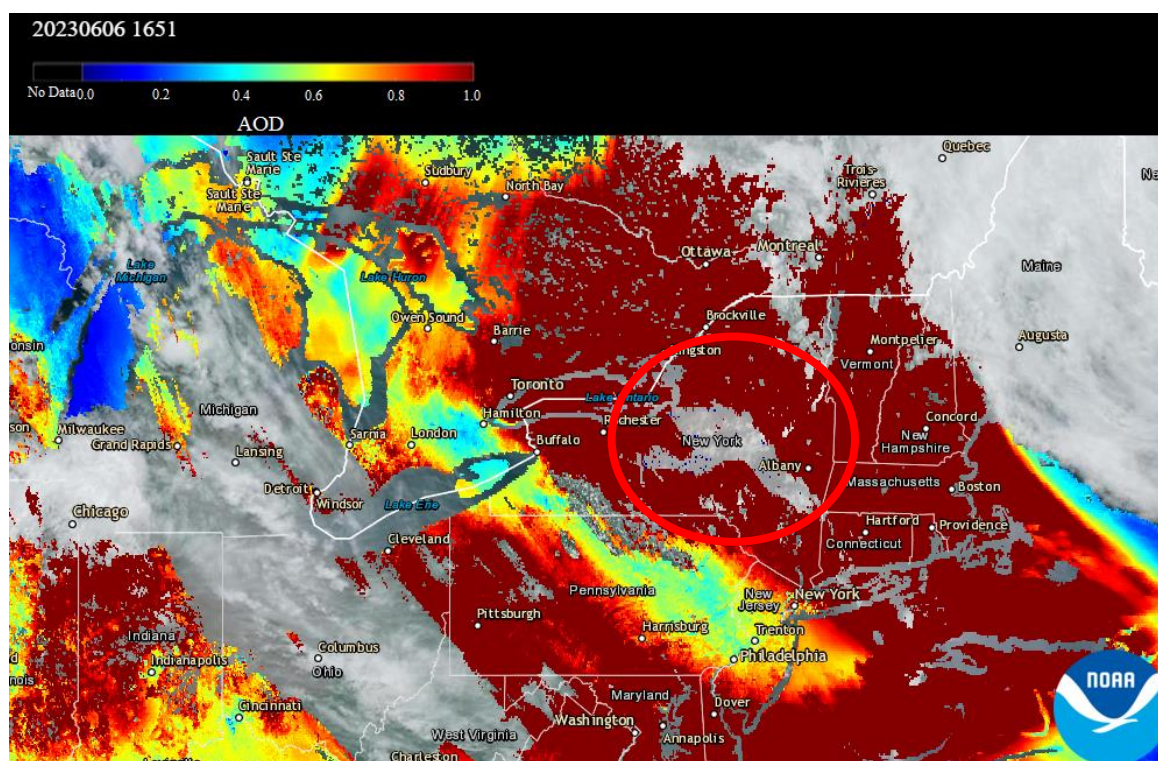 20230606 1651
No Data 0.0 0.2 0.4 0.6 0.8 1.0
AOD
Quebec
Sault Ste
Marie
Sudbury
Trois-
Rivieres
North Bay
Sault Ste
Marie
Ottawa
Montreal
Lake
Michigan
Lake Huron
Maine
Owen Sound
Brockville
Barrie
Augusta
Montpelier
Vermont
Toronto
Lake Ontario
Michigan
Hamilton
Rochester
Concord
New
Hampshire
Milwaukee
Grand Rapids
Sarnia
London
Buffalo
New York
Lansing
Albany
Massachusetts
Boston
Detroit
Windsor
Lake Erie
Chicago
Hartford
Providence
Cleveland
Connecticut
Pennsylvania
New
Jersey
New York
Pittsburgh
Harrisburg
Trenton
Indiana
Indianapolis
Columbus
Ohio
Philadelphia
Maryland
Dover
Cincinnati
Washington
West Virginia
Annapolis
Charleston
NOAA